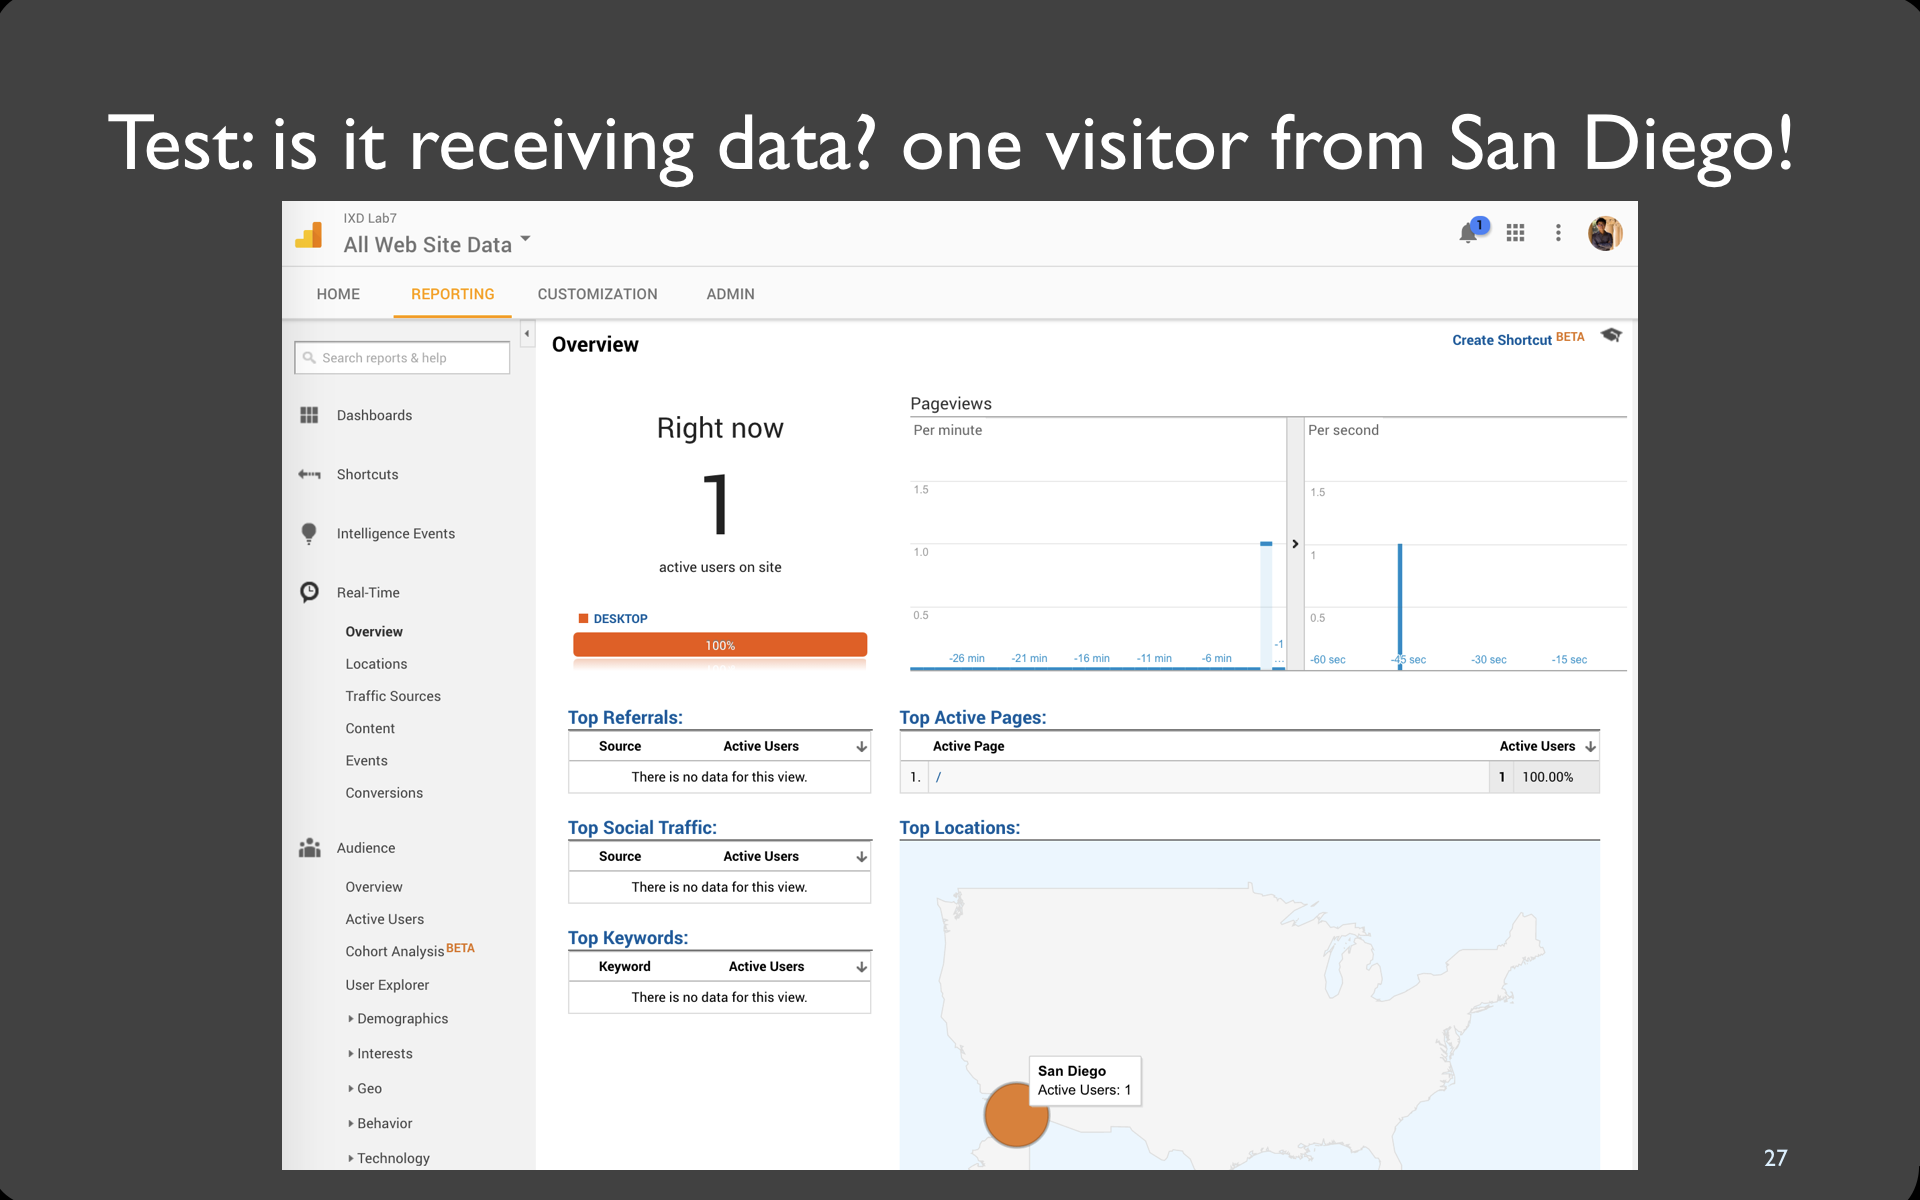 Test: is it receiving data? one visitor from San Diego!
IXD Lab7
All Web Site Data
1
HOME
REPORTING
CUSTOMIZATION
ADMIN
Search reports & help
Dashboards
Shortcuts
Intelligence Events
Real-Time
Overview
Locations
Traffic Sources
Content
Events
Conversions
Audience
Overview
Active Users
Cohort Analysis BETA
User Explorer
Demographics
Interests
Geo
Behavior
Technology
Overview
Create Shortcut BETA
Right now
1
active users on site
DESKTOP
100%
Pageviews
Per minute
1.5
1.0
0.5
-26 min -21 min -16 min -11 min -6 min -1 ...
Per second
1.5
1
0.5
-60 sec -45 sec -30 sec -15 sec
Top Referrals:
Source Active Users
There is no data for this view.
Top Social Traffic:
Source Active Users
There is no data for this view.
Top Keywords:
Keyword Active Users
There is no data for this view.
Top Active Pages:
Active Page Active Users
1. / 1 100.00%
Top Locations:
San Diego
Active Users: 1
27